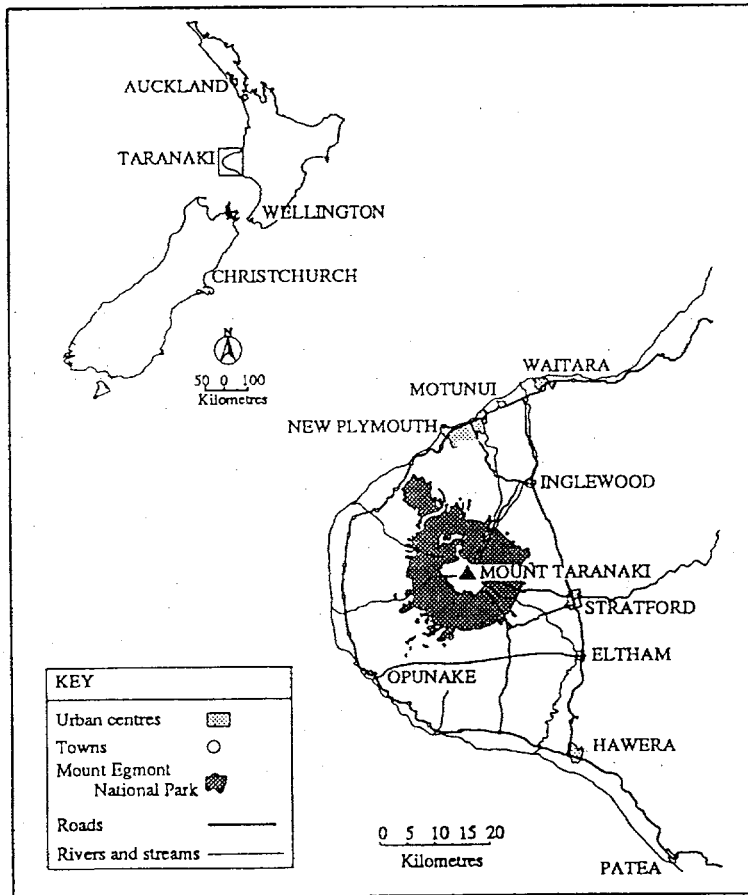 AUCKLAND
TARANAKI
WELLINGTON
CHRISTCHURCH
N
50 0 100
Kilometres
WAITARA
MOTUNUI
NEW PLYMOUTH
INGLEWOOD
MOUNT TARANAKI
STRATFORD
ELTHAM
OPUNAKE
HAWERA
PATEA
KEY
Urban centres
Towns
Mount Egmont
National Park
Roads
Rivers and streams
0 5 10 15 20
Kilometres